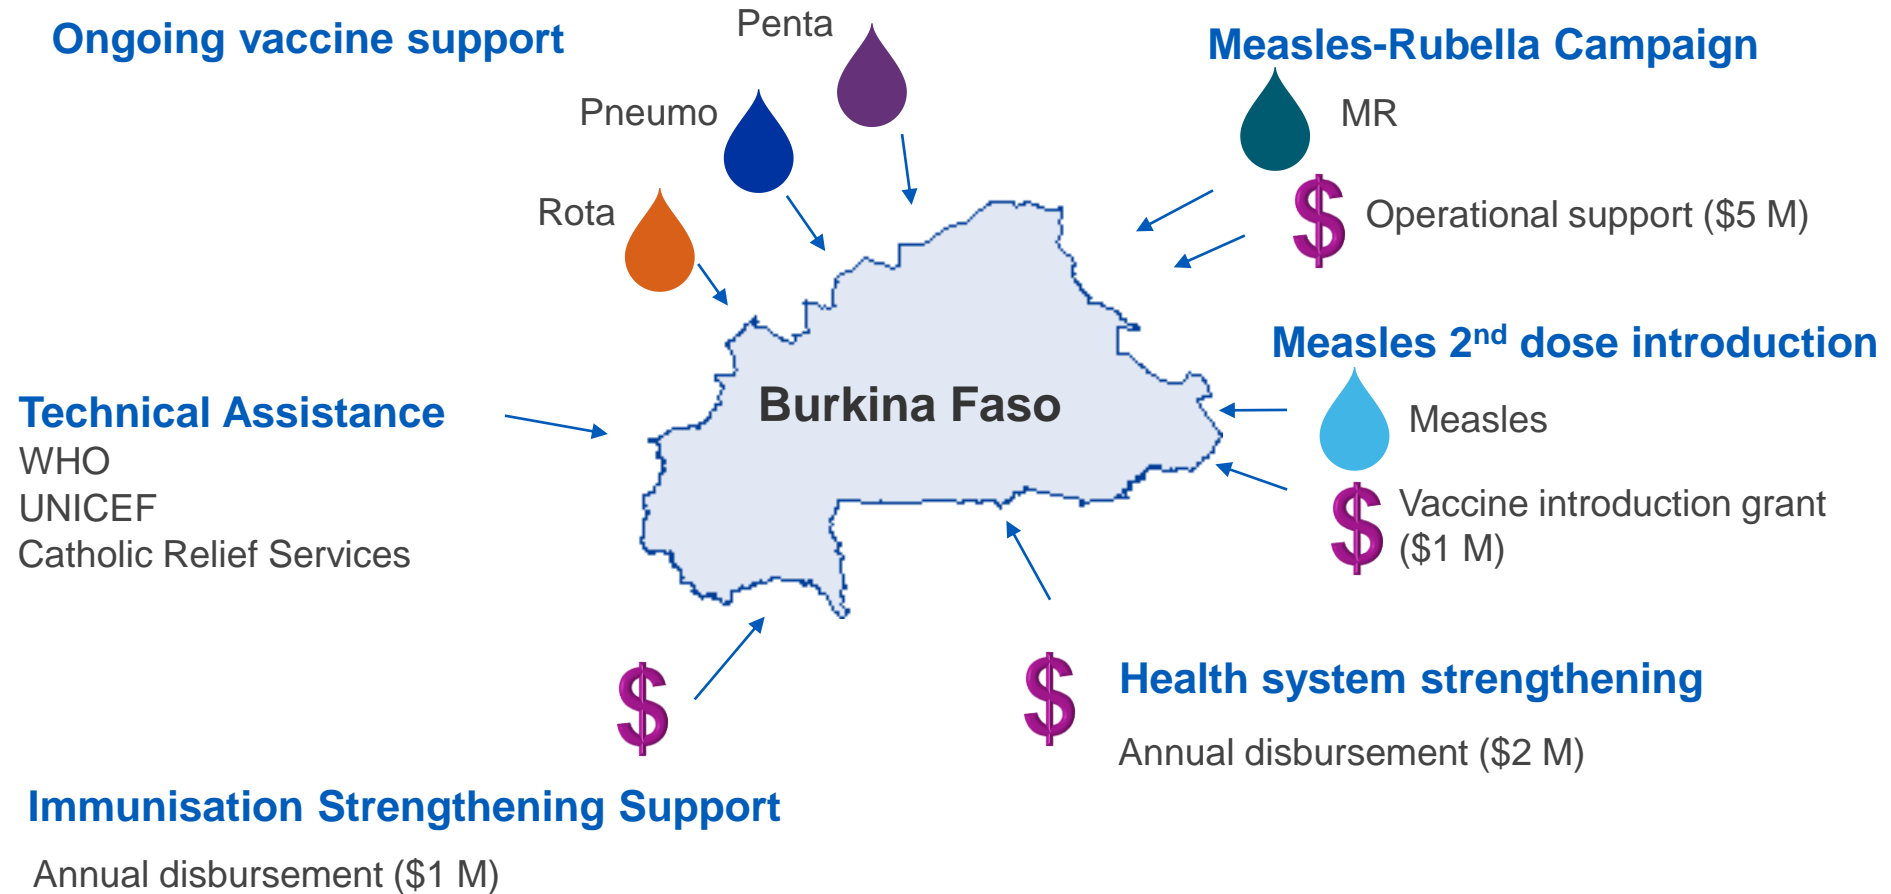 Ongoing vaccine support
Penta
Pneumo
Rota
Measles-Rubella Campaign
MR
$ Operational support ($5 M)
Measles 2nd dose introduction
Measles
$ Vaccine introduction grant
($1 M)
Burkina Faso
Technical Assistance
WHO
UNICEF
Catholic Relief Services
$
Immunisation Strengthening Support
Annual disbursement ($1 M)
$ Health system strengthening
Annual disbursement ($2 M)